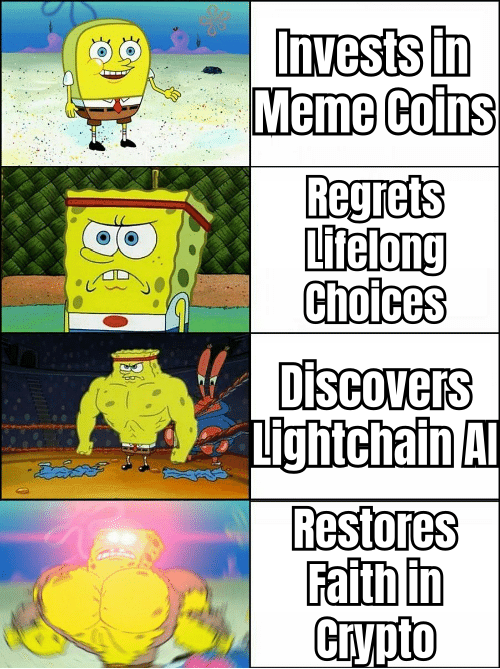 Invests in
Meme Coins
Regrets
Lifelong
Choices
Discovers
Lightchain AI
Restores
Faith in
Crypto